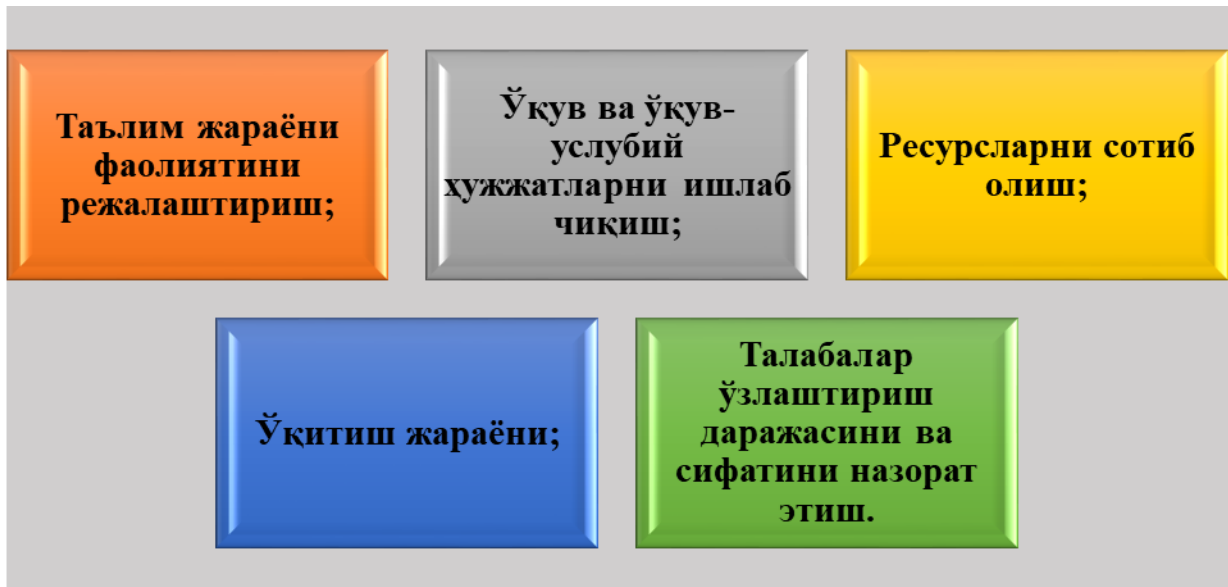 Таълим жараёни
фаолиятини
режалаштириш;
Ўқув ва ўқув-
услубий
ҳужжатларни ишлаб
чиқиш;
Ресурсларни сотиб
олиш;
Ўқитиш жараёни;
Талабалар
ўзлаштириш
даражасини ва
сифатини назорат
этиш.